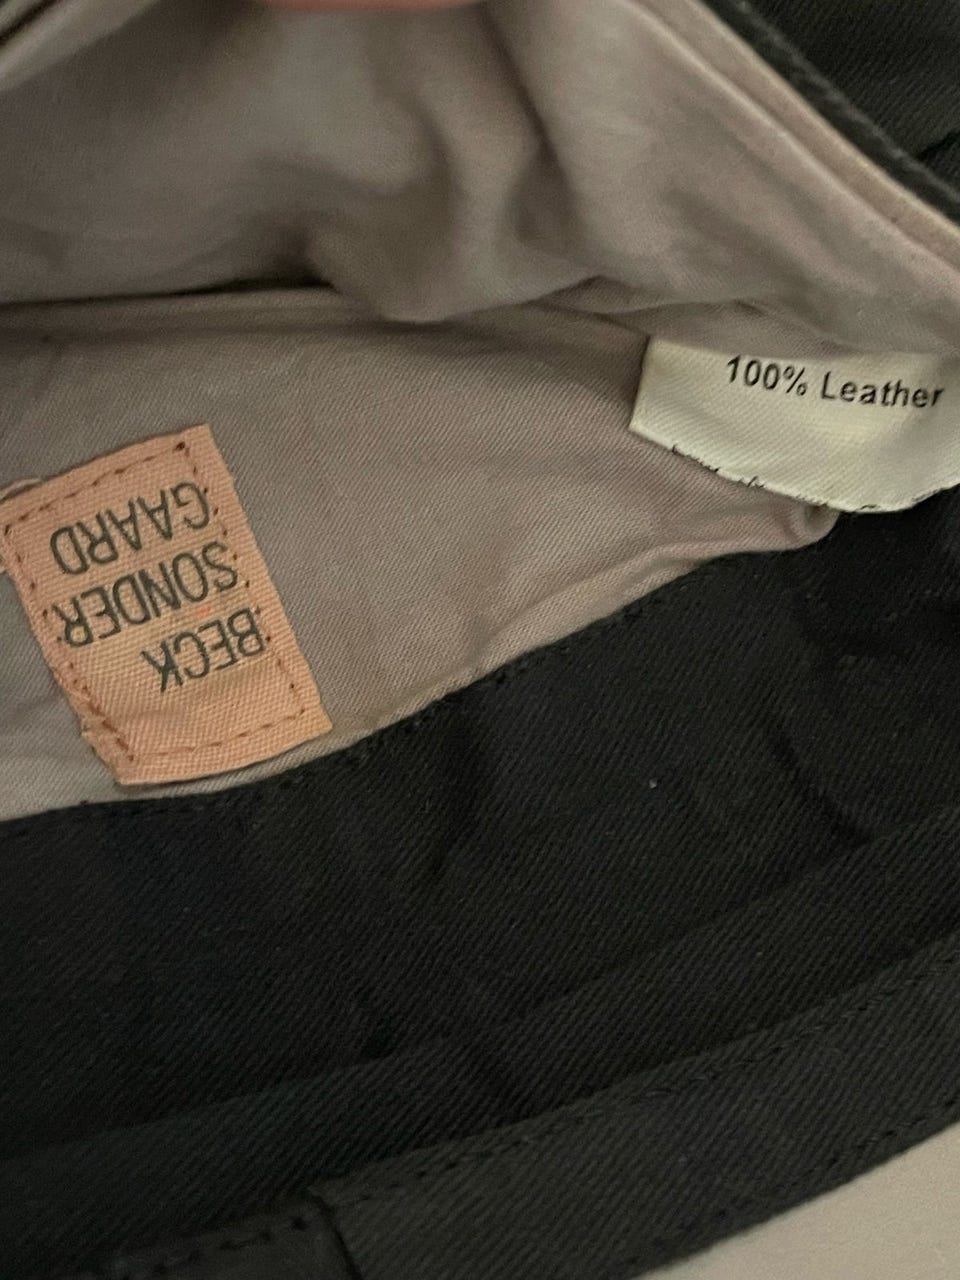 100% Leather
BECK
SONDER
GAARD